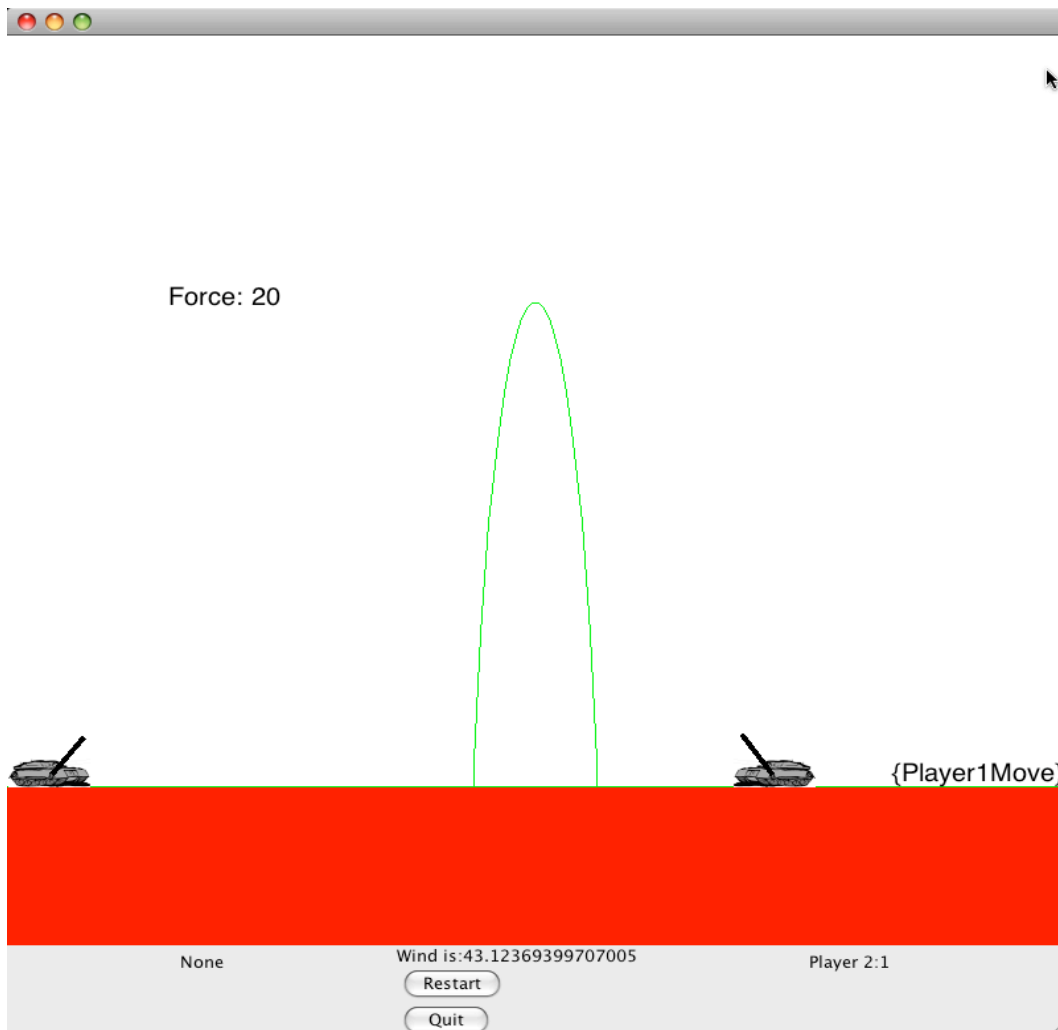 Force: 20
{Player1Move}
None
Wind is:43.12369399707005
Player 2:1
Restart
Quit